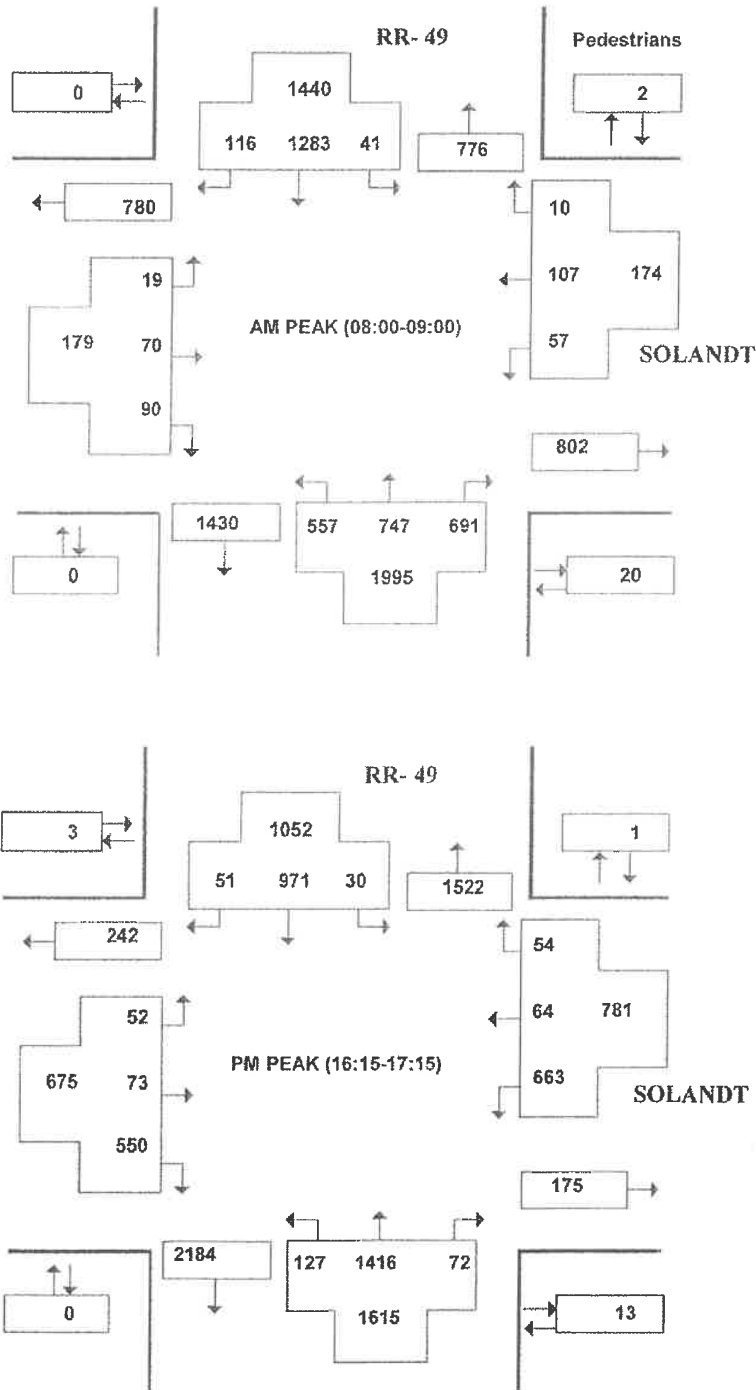 RR- 49
Pedestrians
0
1440
2
116 1283 41
776
780
10
19
107 174
AM PEAK (08:00-09:00)
179 70
57
SOLANDT
90
802
1430
557 747 691
0
1995
20
RR- 49
3
1052
1
51 971 30
1522
242
54
52
64 781
PM PEAK (16:15-17:15)
675 73
663
SOLANDT
550
175
2184
127 1416 72
0
1615
13